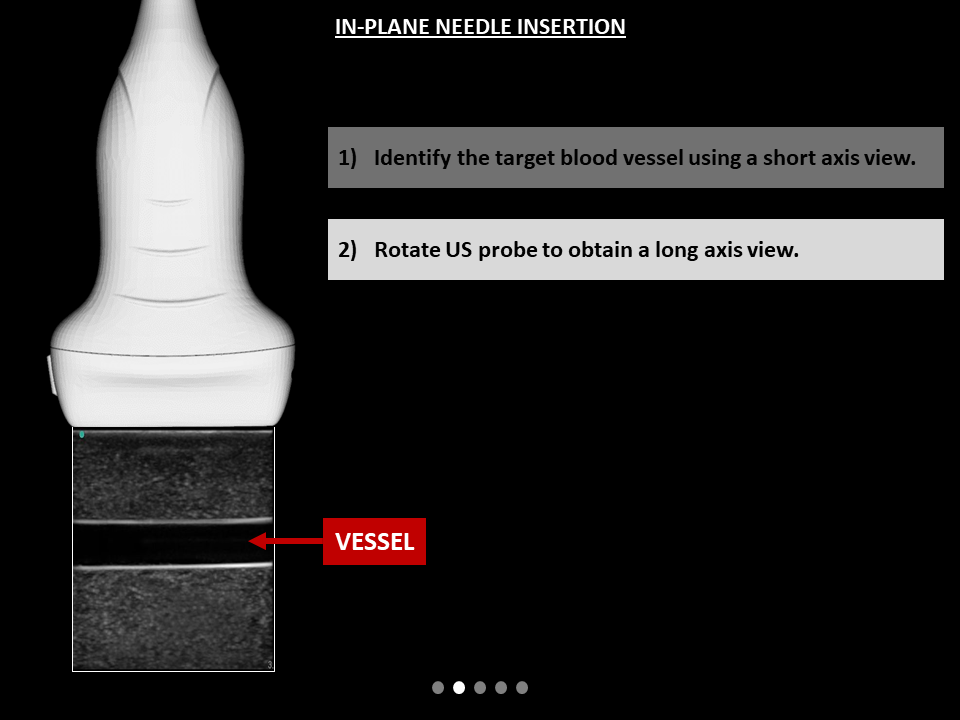 IN-PLANE NEEDLE INSERTION
1) Identify the target blood vessel using a short axis view.
2) Rotate US probe to obtain a long axis view.
VESSEL
3